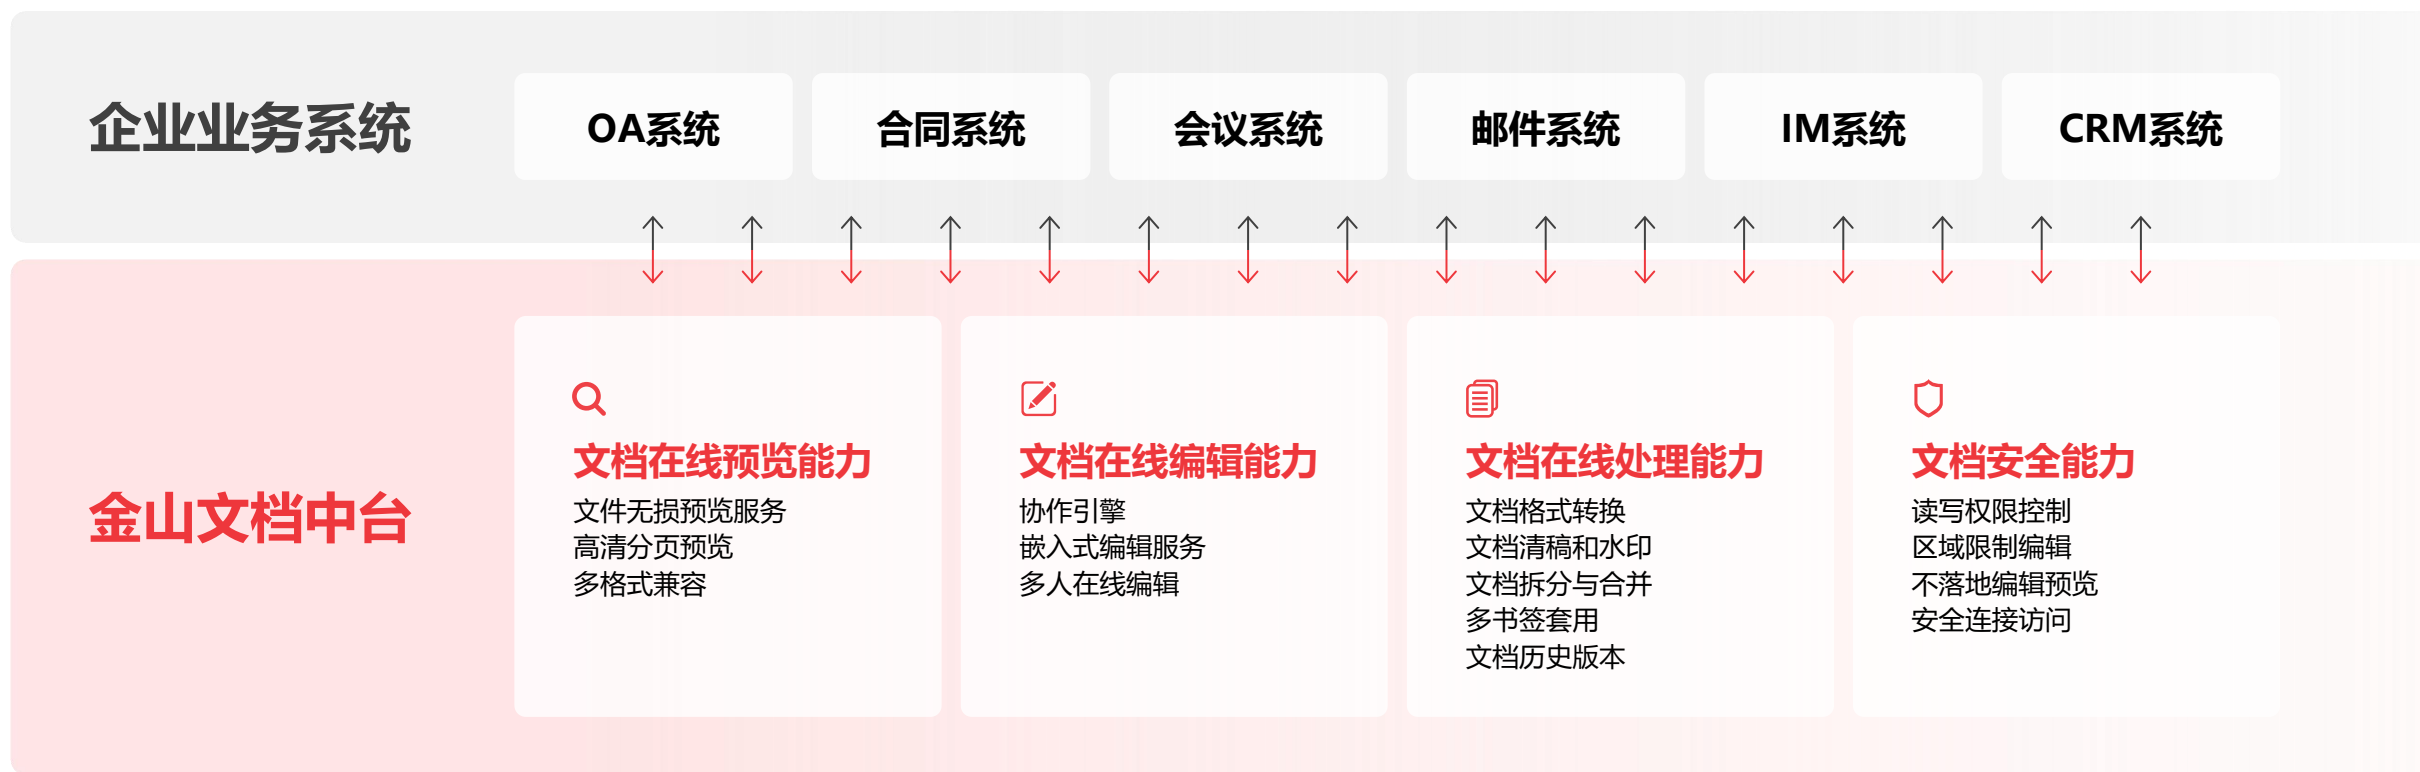 企业业务系统
OA系统
合同系统
会议系统
邮件系统
IM系统
CRM系统
金山文档中台
文档在线预览能力
文件无损预览服务
高清分页预览
多格式兼容
文档在线编辑能力
协作引擎
嵌入式编辑服务
多人在线编辑
文档在线处理能力
文档格式转换
文档清稿和水印
文档拆分与合并
多书签套用
文档历史版本
文档安全能力
读写权限控制
区域限制编辑
不落地编辑预览
安全连接访问